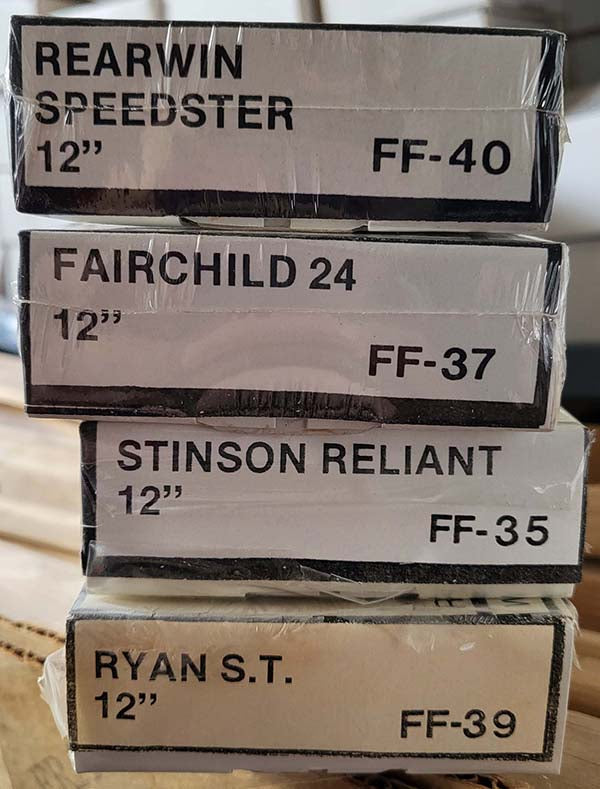 REARWIN
SPEEDSTER
12” FF-40
FAIRCHILD 24
12”
FF-37
STINSON RELIANT
12”
FF-35
RYAN S.T.
12”
FF-39